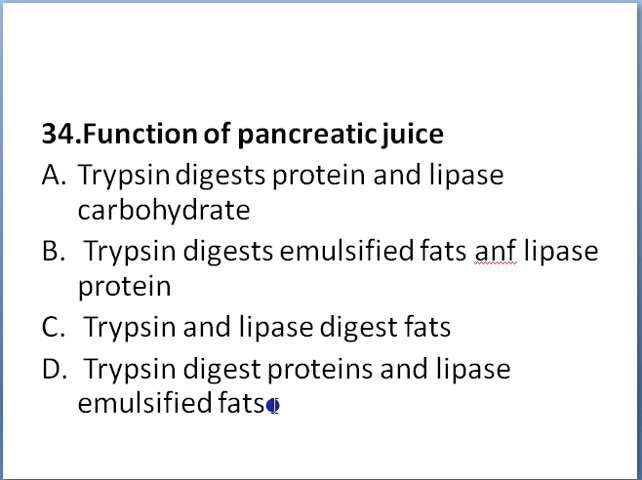 34.Function of pancreatic juice
A. Trypsin digests protein and lipase
carbohydrate
B. Trypsin digests emulsified fats anf lipase
protein
C. Trypsin and lipase digest fats
D. Trypsin digest proteins and lipase
emulsified fats